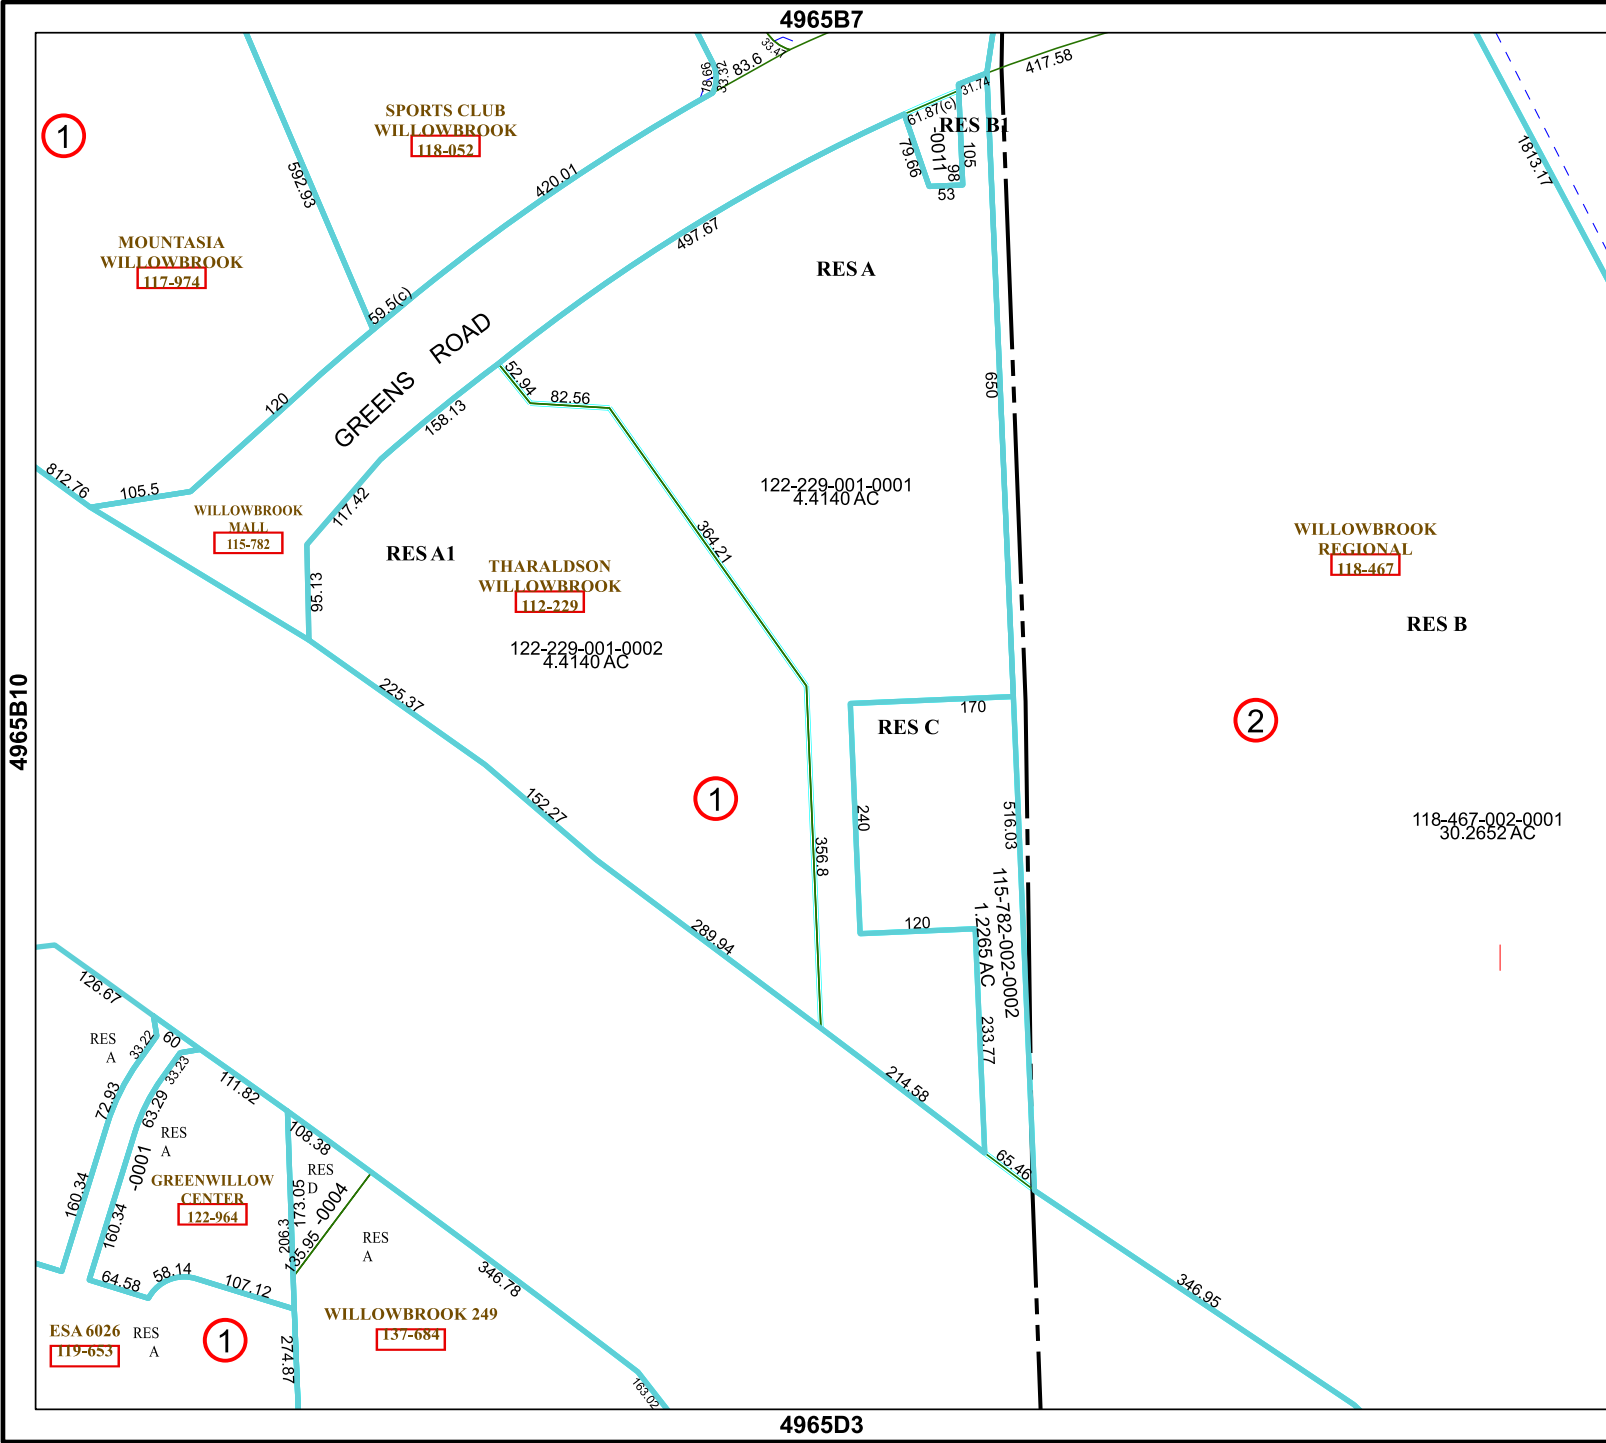 4965B7
1
SPORTS CLUB
WILLOWBROOK
118-052
592.93
420.01
18.66
33.32
83.6
33.47
417.58
31.74
61.87(c)
RES B1
-0011
105
98
79.66
53
1813.17
MOUNTASIA
WILLOWBROOK
117-974
59.5(c)
497.67
RES A
GREENS ROAD
120
158.13
52.94
82.56
650
812.76
105.5
WILLOWBROOK
MALL
115-782
117.42
95.13
RES A1
THARALDSON
WILLOWBROOK
112-229
364.21
122-229-001-0001
4.4140 AC
122-229-001-0002
4.4140 AC
WILLOWBROOK
REGIONAL
118-467
RES B
4965B10
225.37
152.27
1
170
RES C
240
516.03
2
118-467-002-0001
30.2652 AC
356.8
289.94
120
115-782-002-0002
1.2265 AC
233.77
214.58
65.46
126.67
RES
A
33.22
60
33.23
111.82
72.93
63.29
RES
A
-0001
160.34
160.34
GREENWILLOW
CENTER
122-964
108.38
RES
D
173.05
206.3
-0004
135.95
RES
A
64.58
58.14
107.12
346.78
346.95
WILLOWBROOK 249
137-684
ESA 6026
119-653
RES
A
1
274.87
163.02
4965D3